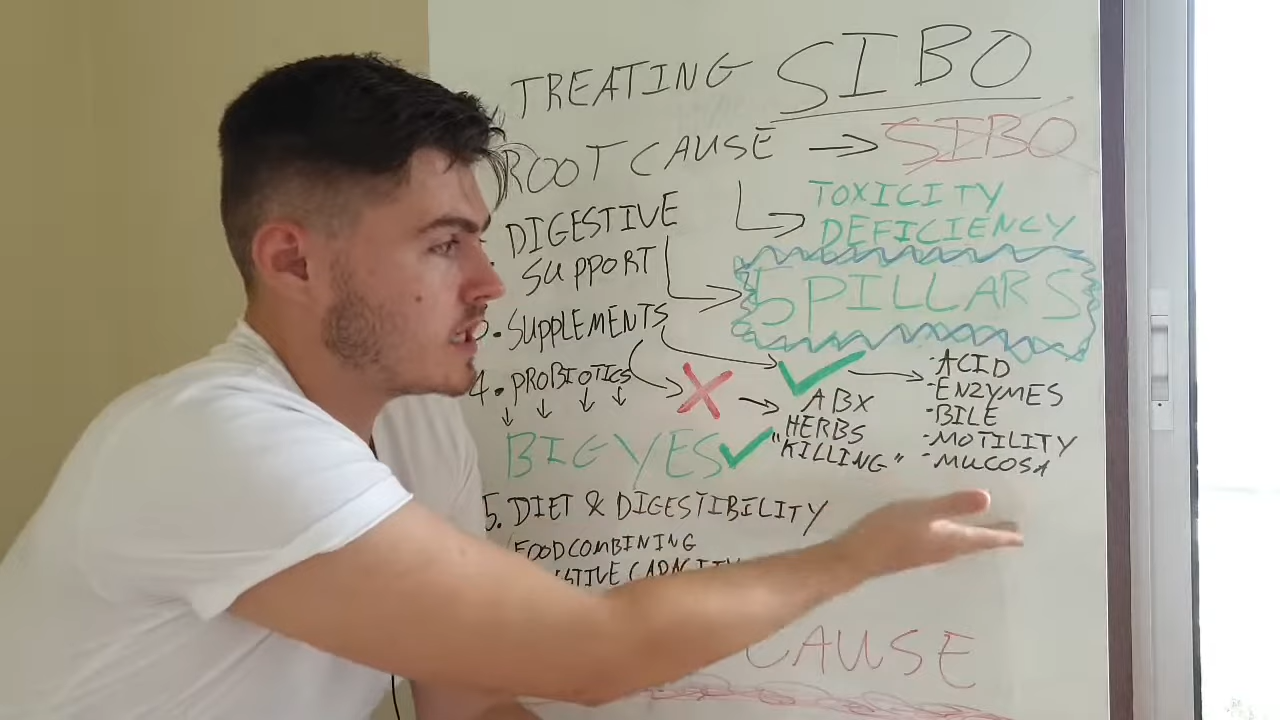 TREATING SIBO
ROOT CAUSE → SIBO
TOXICITY
DEFICIENCY
DIGESTIVE
SUPPORT
5 PILLARS
3. SUPPLEMENTS
4. PROBIOTICS
BIG YES
ABX
HERBS
"KILLING"
- ACID
- ENZYMES
- BILE
- MOTILITY
- MUCOSA
5. DIET & DIGESTIBILITY
FOOD COMBINING
CAUSE